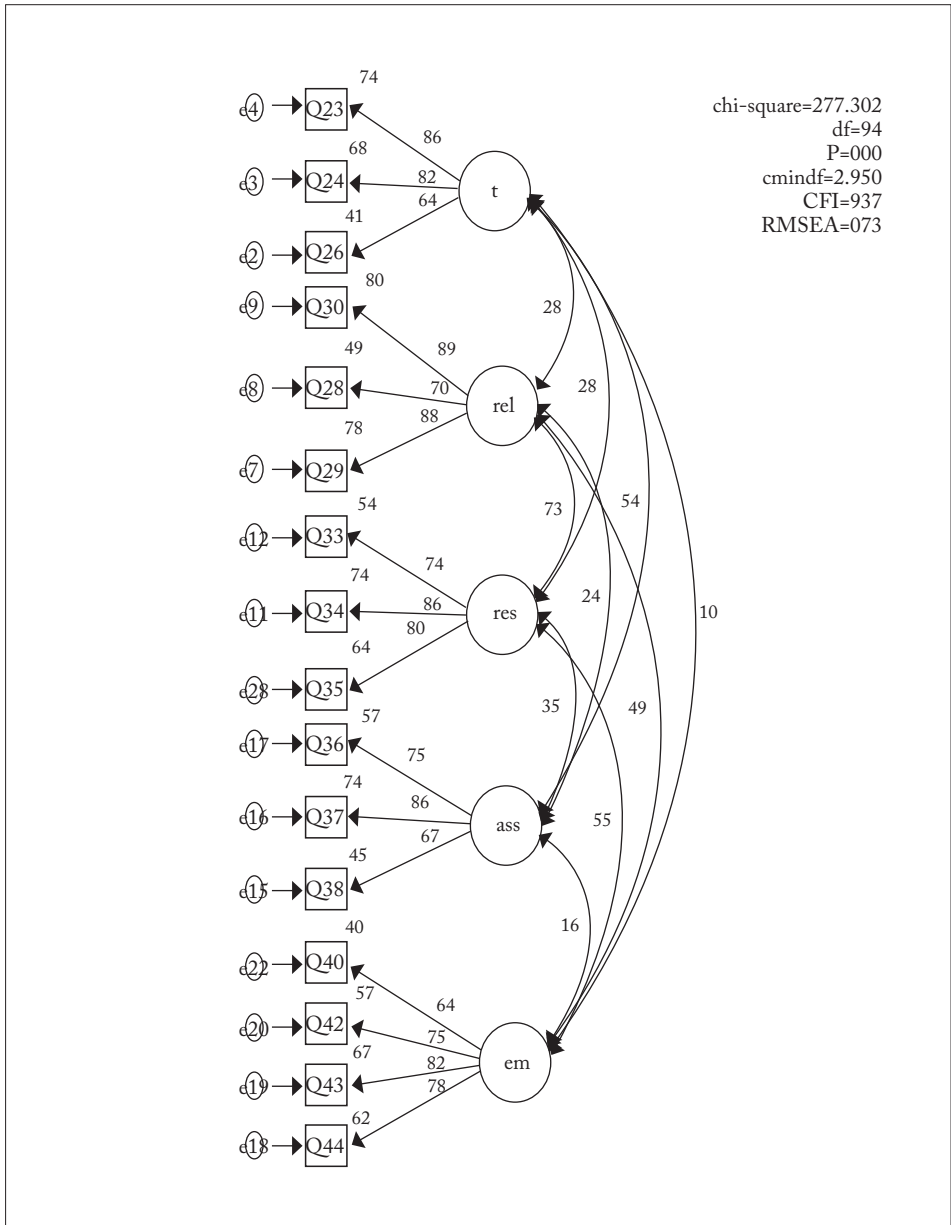 74
chi-square=277.302
e4 Q23
df=94
86
P=000
68
cmindf=2.950
e3 Q24 82 t
CFI=937
64
41
RMSEA=073
e2 Q26
80
e9 Q30 28
49 89
28
e8 Q28 70 rel
88
78
e7 Q29
54 54
73
e12 Q33
74 74
24
e11 Q34 86 res 10
80
64
e28 Q35
57 35 49
e17 Q36
75
74
86
e16 Q37 ass 55
67
45
e15 Q38
40 16
e22 Q40
57
64
e20 Q42 75
67
82 em
e19 Q43 78
62
e18 Q44